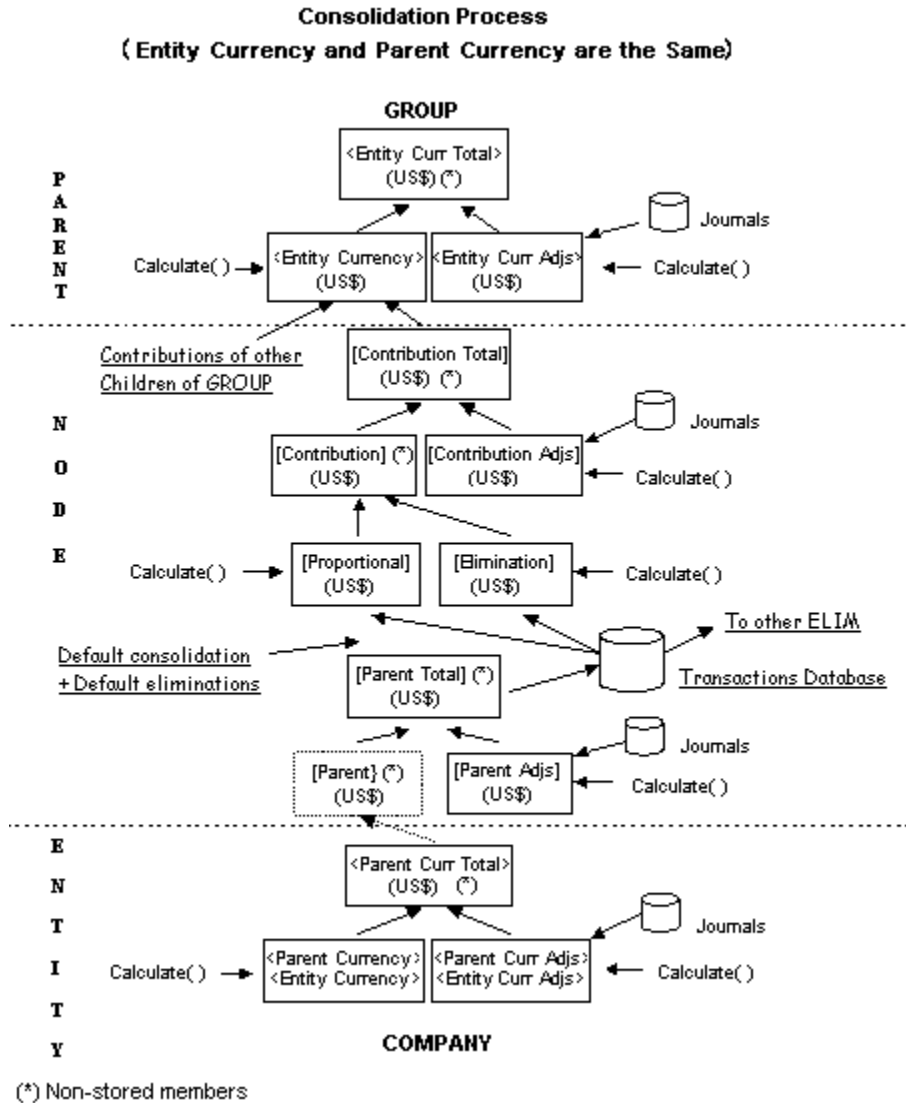 Consolidation Process
( Entity Currency and Parent Currency are the Same)
GROUP
<Entity Curr Total>
(US$) (*)
PARENT
Journals
Calculate( )
<Entity Currency>
(US$)
<Entity Curr Adjs>
(US$)
Calculate( )
Contributions of other
Children of GROUP
[Contribution Total]
(US$) (*)
NODE
Journals
[Contribution] (*)
(US$)
[Contribution Adjs]
(US$)
Calculate( )
Calculate( )
[Proportional]
(US$)
[Elimination]
(US$)
Calculate( )
To other ELIM
Default consolidation
+ Default eliminations
[Parent Total] (*)
(US$)
Transactions Database
Journals
[Parent} (*)
(US$)
[Parent Adjs]
(US$)
Calculate( )
ENTITY
<Parent Curr Total>
(US$) (*)
Journals
Calculate( )
<Parent Currency>
<Entity Currency>
<Parent Curr Adjs>
<Entity Curr Adjs>
Calculate( )
COMPANY
(*) Non-stored members